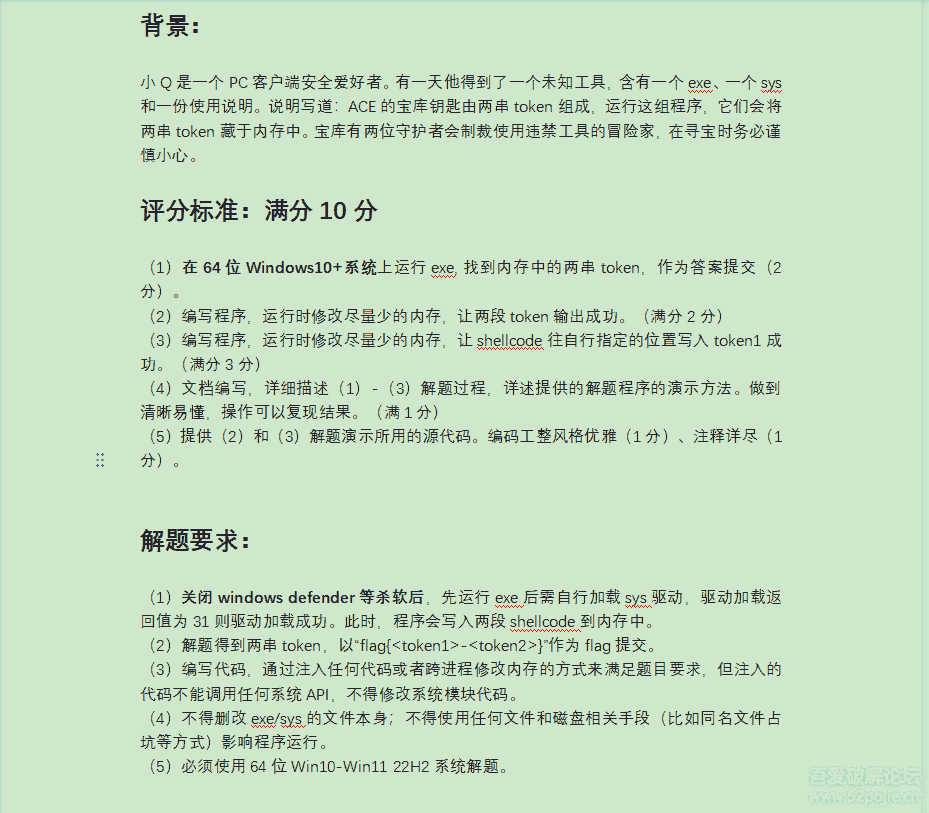 背景:
小 Q 是一个 PC 客户端安全爱好者。有一天他得到了一个未知工具，含有一个 exe、一个 sys
和一份使用说明。说明写道：ACE 的宝库钥匙由两串 token 组成，运行这组程序，它们会将
两串 token 藏于内存中。宝库有两位守护者会制裁使用违禁工具的冒险家，在寻宝时务必谨
慎小心。
评分标准：满分 10 分
（1）在 64 位 Windows10+系统上运行 exe, 找到内存中的两串 token，作为答案提交（2
分）。
（2）编写程序，运行时修改尽量少的内存，让两段 token 输出成功。（满分 2 分）
（3）编写程序，运行时修改尽量少的内存，让 shellcode 往自行指定的位置写入 token1 成
功。（满分 3 分）
（4）文档编写，详细描述（1）-（3）解题过程，详述提供的解题程序的演示方法。做到
清晰易懂，操作可以复现结果。（满 1 分）
（5）提供（2）和（3）解题演示所用的源代码。编码工整风格优雅（1 分）、注释详尽（1
分）。
解题要求：
（1）关闭 windows defender 等杀软后，先运行 exe 后需自行加载 sys 驱动，驱动加载返
回值为 31 则驱动加载成功。此时，程序会写入两段 shellcode 到内存中。
（2）解题得到两串 token，以“flag{<token1>-<token2>}”作为 flag 提交。
（3）编写代码，通过注入任何代码或者跨进程修改内存的方式来满足题目要求，但注入的
代码不能调用任何系统 API，不得修改系统模块代码。
（4）不得删改 exe/sys 的文件本身；不得使用任何文件和磁盘相关手段（比如同名文件占
坑等方式）影响程序运行。
（5）必须使用 64 位 Win10-Win11 22H2 系统解题。
吾爱破解论坛
www.52pojie.cn